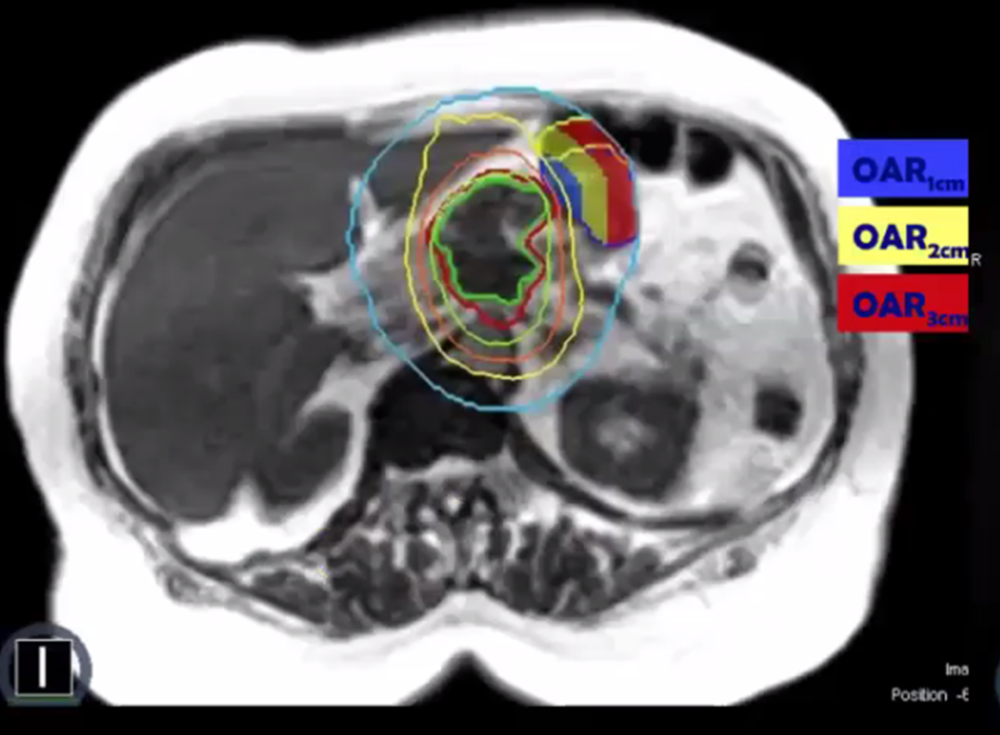 OAR1cm
OAR2cm
R
OAR3cm
I
Ima
Position -6